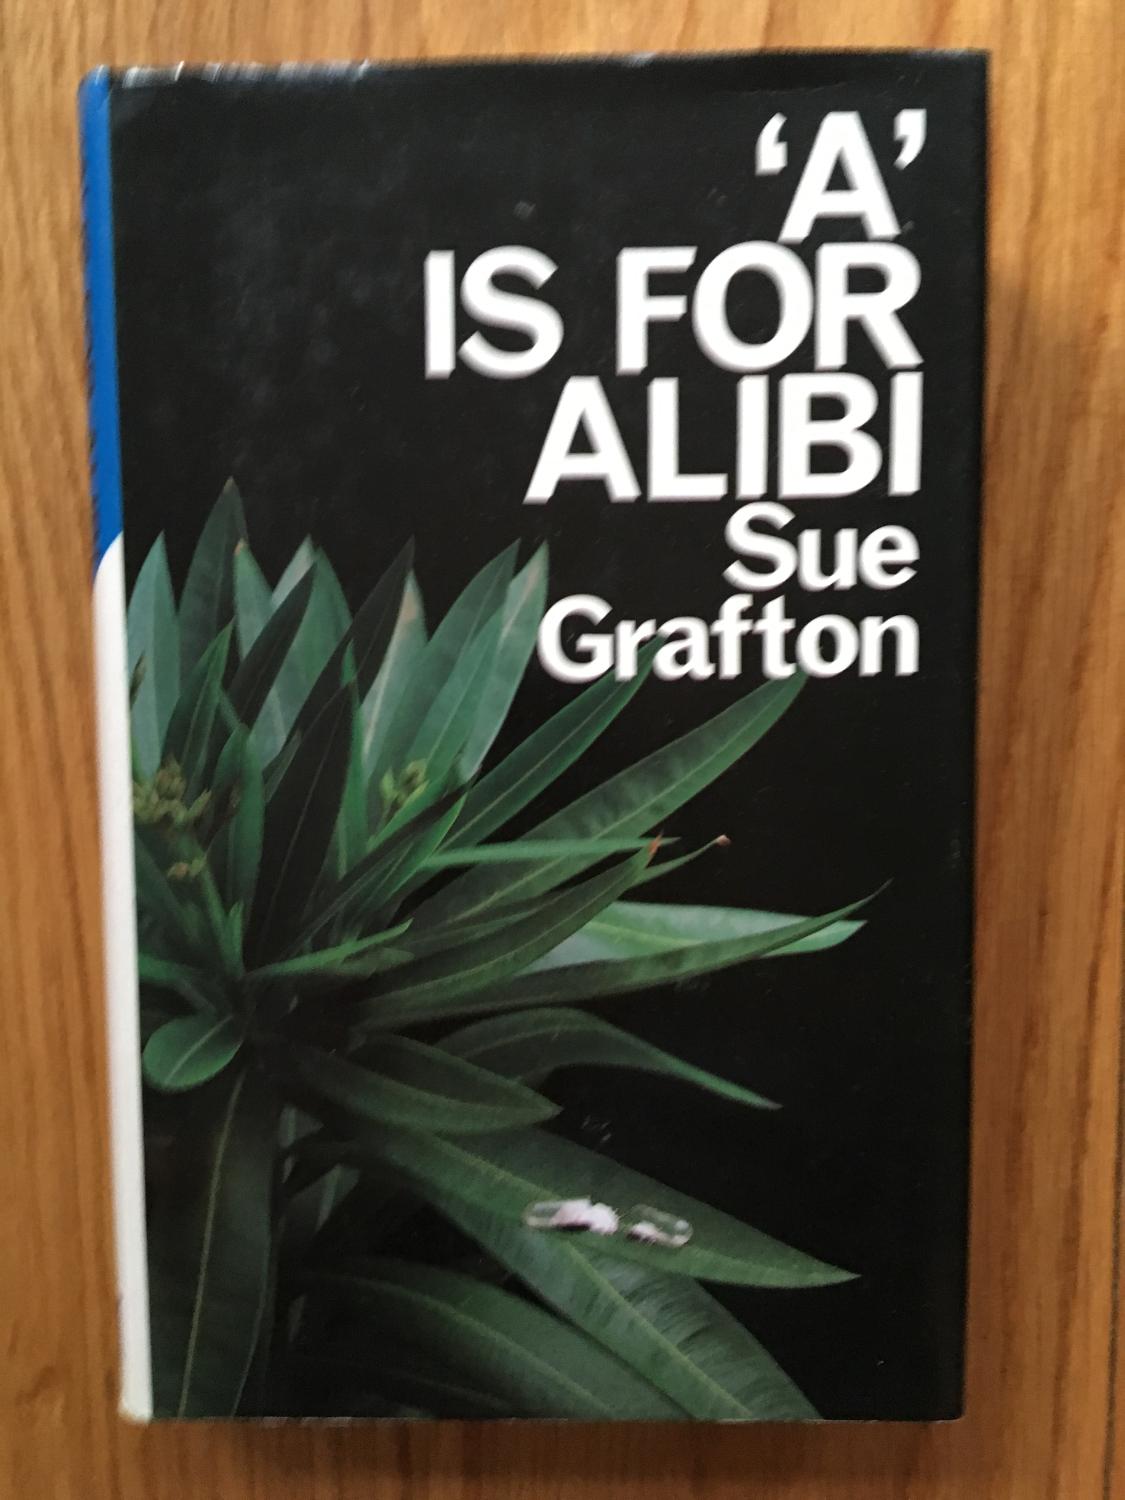 ‘A’
IS FOR
ALIBI
Sue
Grafton